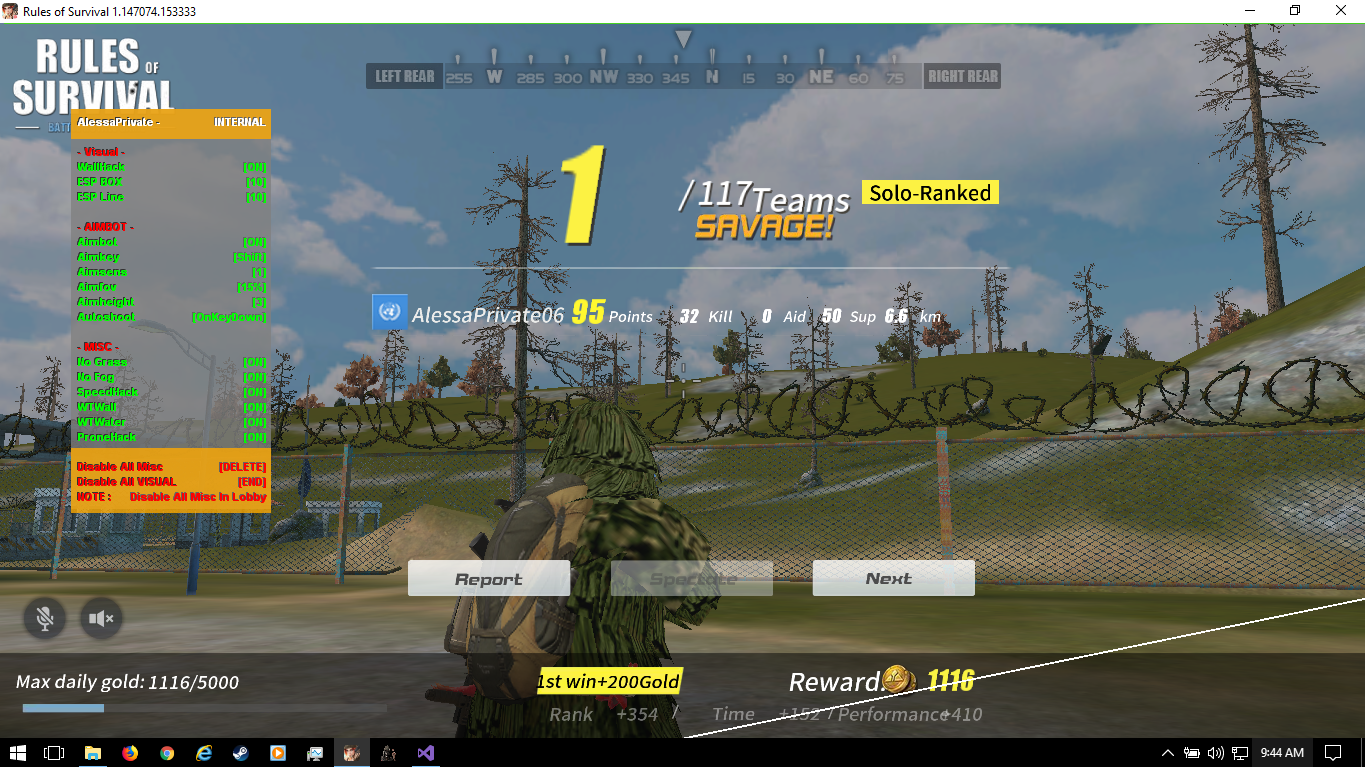 Rules of Survival 1.147074.153333
RULES OF
SURVIVAL
LEFT REAR 255 W 285 300 NW 330 345 N 15 30 NE 60 75 RIGHT REAR
AlessaPrivate - INTERNAL
- Visual -
WallHack [ON]
ESP BOX [10]
ESP Line [10]
- AIMBOT -
Aimbot [ON]
Aimkey [Shift]
Aimsens [1]
Aimfov [15%]
Aimheight [3]
Autoshoot [OnKeyDown]
- MISC -
No Grass [ON]
No Fog [ON]
SpeedHack [ON]
WTWall [ON]
WTWater [ON]
ProneHack [ON]
Disable All Misc [DELETE]
Disable All VISUAL [END]
NOTE : Disable All Misc In Lobby
1 / 117 Teams Solo-Ranked
SAVAGE!
AlessaPrivate06 95 Points 32 Kill 0 Aid 50 Sup 6.6 km
Report Spectate Next
Max daily gold: 1116/5000
1st win+200Gold
Reward: 1116
Rank +354 / Time +152 / Performance+410
9:44 AM